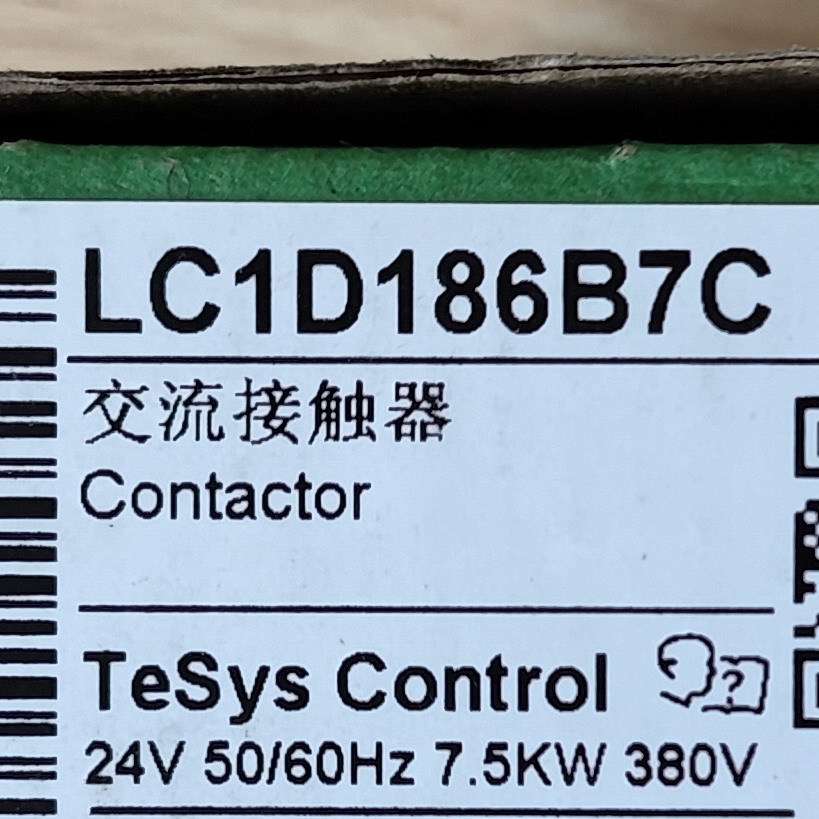 LC1D186B7C
交流接触器
Contactor
TeSys Control
24V 50/60Hz 7.5KW 380V